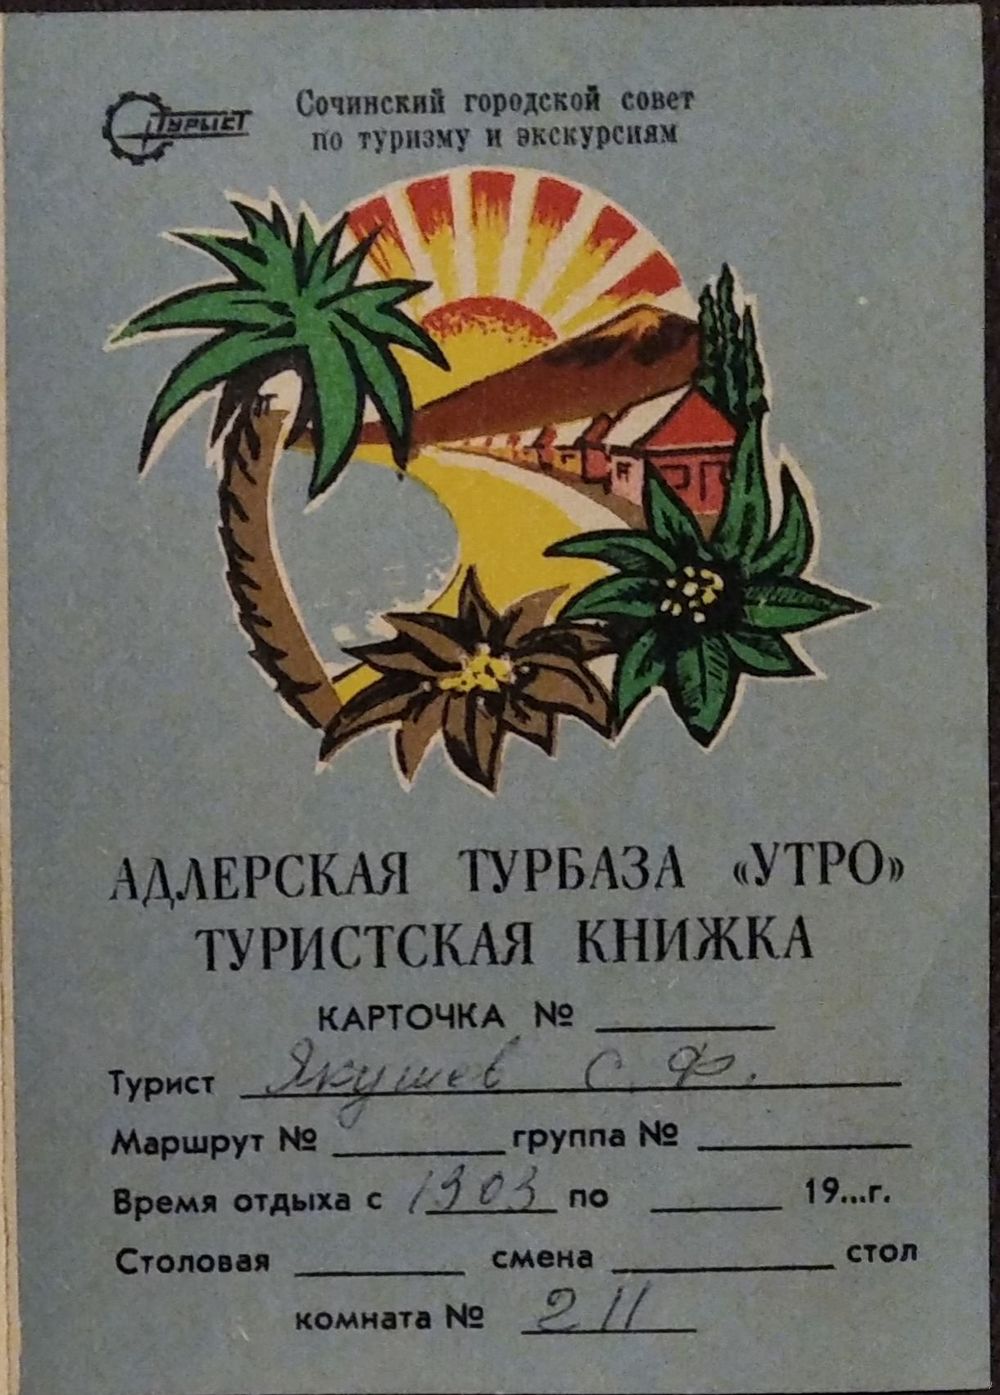 ТУРИСТ
Сочинский городской совет
по туризму и экскурсиям
АДЛЕРСКАЯ ТУРБАЗА «УТРО»
ТУРИСТСКАЯ КНИЖКА
КАРТОЧКА №
Турист Якушев С. Ф.
Маршрут № группа №
Время отдыха с 1303 по 19...г.
Столовая смена стол
комната № 211